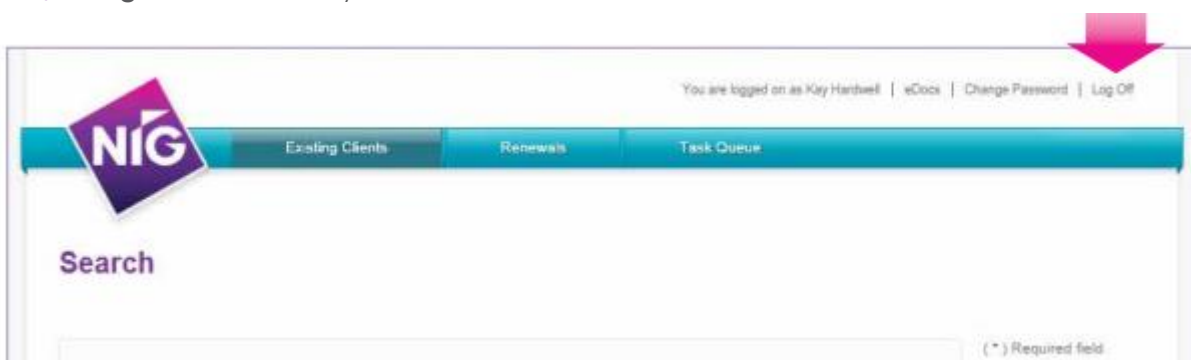 You are logged on as Kay Hardwell | eDocs | Change Password | Log Off
NIG
Existing Clients Renewals Task Queue
Search
( * ) Required field